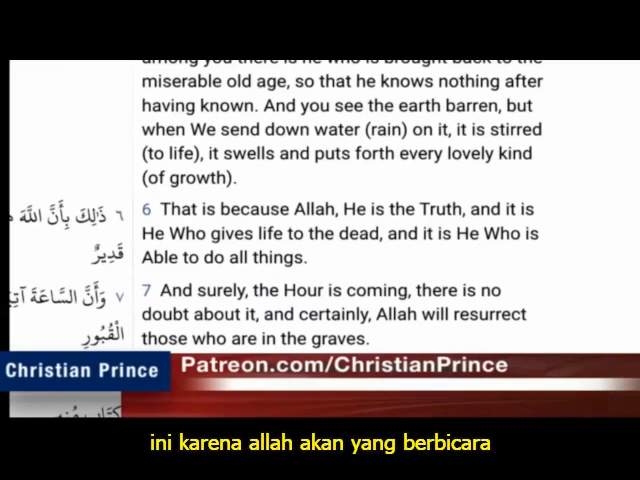 among you there is he who is brought back to the
miserable old age, so that he knows nothing after
having known. And you see the earth barren, but
when We send down water (rain) on it, it is stirred
(to life), it swells and puts forth every lovely kind
(of growth).
٦ ذَٰلِكَ بِأَنَّ اللَّهَ
قَدِيرٌ
6 That is because Allah, He is the Truth, and it is
He Who gives life to the dead, and it is He Who is
Able to do all things.
٧ وَأَنَّ السَّاعَةَ
الْقُبُورِ
7 And surely, the Hour is coming, there is no
doubt about it, and certainly, Allah will resurrect
those who are in the graves.
Christian Prince
Patreon.com/ChristianPrince
ini karena allah akan yang berbicara